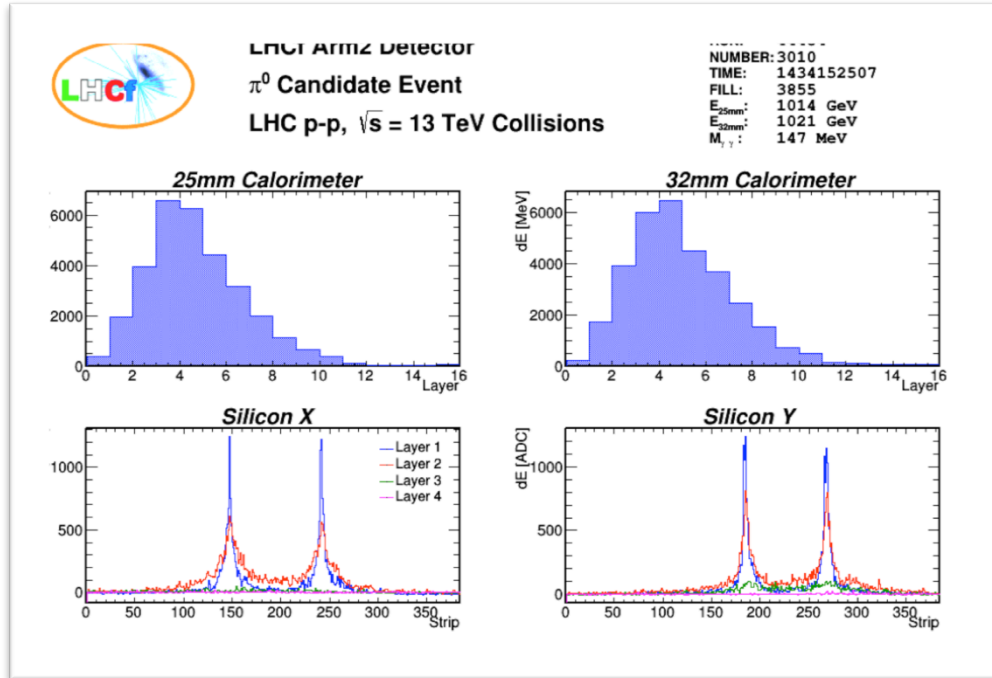 LHCf
LHCf Arm2 Detector
π⁰ Candidate Event
LHC p-p, √s = 13 TeV Collisions
NUMBER: 3010
TIME: 1434152507
FILL: 3855
E25mm: 1014 GeV
E32mm: 1021 GeV
Mγγ: 147 MeV
25mm Calorimeter
6000
4000
2000
0
0 2 4 6 8 10 12 14 16
Layer
32mm Calorimeter
dE [MeV]
6000
4000
2000
0
0 2 4 6 8 10 12 14 16
Layer
Silicon X
1000
500
0
Layer 1
Layer 2
Layer 3
Layer 4
0 50 100 150 200 250 300 350
Strip
Silicon Y
dE [ADC]
1000
500
0
0 50 100 150 200 250 300 350
Strip